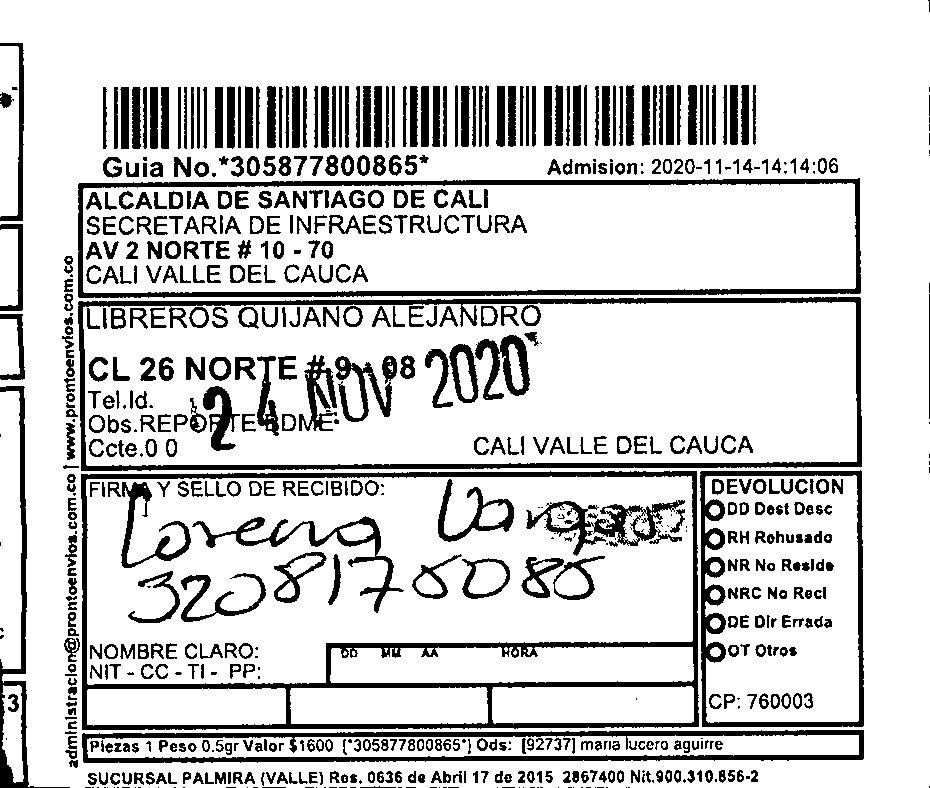 Guia No.*305877800865* Admision: 2020-11-14-14:14:06
ALCALDIA DE SANTIAGO DE CALI
SECRETARIA DE INFRAESTRUCTURA
AV 2 NORTE # 10 - 70
CALI VALLE DEL CAUCA
LIBREROS QUIJANO ALEJANDRO
CL 26 NORTE # 9 - 08
24 NOV 2020
Tel.Id.
Obs.REPORTE BDME
Ccte.0 0 CALI VALLE DEL CAUCA
FIRMA Y SELLO DE RECIBIDO:
Lorena Vargas
3208175085
NOMBRE CLARO:
NIT - CC - TI - PP:
DD MM AA HORA
DEVOLUCION
DD Dest Desc
RH Rehusado
NR No Reside
NRC No Recl
DE Dir Errada
OT Otros
CP: 760003
Piezas 1 Peso 0.5gr Valor $1600 [*305877800865*] Ods: [92737] maria lucero aguirre
SUCURSAL PALMIRA (VALLE) Res. 0636 de Abril 17 de 2015 2867400 Nit.900.310.856-2
administracion@prontoenvios.com.co | www.prontoenvios.com.co
3